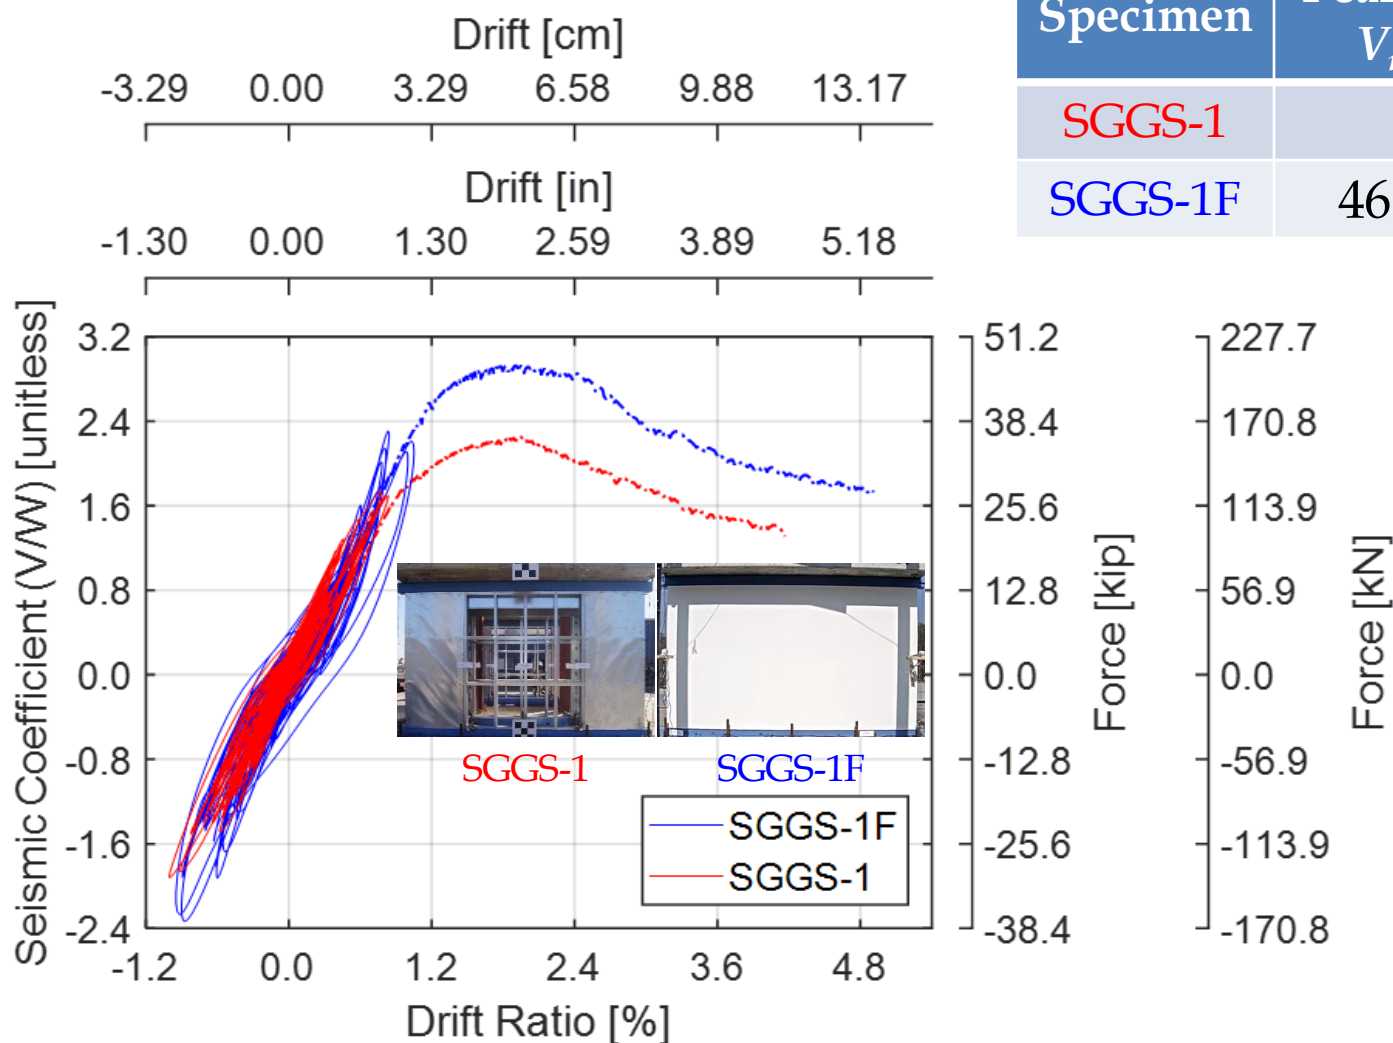 Drift [cm]
-3.29 0.00 3.29 6.58 9.88 13.17
Drift [in]
-1.30 0.00 1.30 2.59 3.89 5.18
Specimen
SGGS-1
SGGS-1F 46
Seismic Coefficient (V/W) [unitless]
3.2
2.4
1.6
0.8
0.0
-0.8
-1.6
-2.4
-1.2 0.0 1.2 2.4 3.6 4.8
Drift Ratio [%]
SGGS-1 SGGS-1F
SGGS-1F
SGGS-1
51.2
38.4
25.6
12.8
0.0
-12.8
-25.6
-38.4
Force [kip]
227.7
170.8
113.9
56.9
0.0
-56.9
-113.9
-170.8
Force [kN]